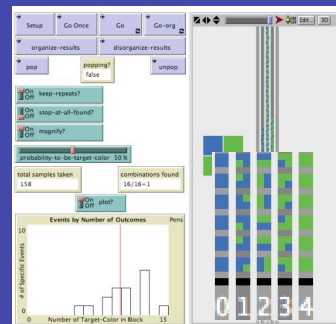 Setup
Go Once
Go
Go-org
organize-results
disorganize-results
pop
popping?
false
unpop
On
Off
keep-repeats?
On
Off
stop-at-all-found?
On
Off
magnify?
probability-to-be-target-color 50 %
total samples taken
158
combinations found
16/16=1
On
Off
plot?
Events by Number of Outcomes
Pens
10
# of Specific Events
0
0
Number of Target-Color in Block
15
Edit...
3D
0 1 2 3 4